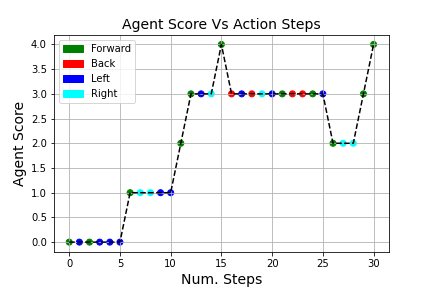 Agent Score Vs Action Steps
4.0
3.5
3.0
2.5
2.0
1.5
1.0
0.5
0.0
Agent Score
Forward
Back
Left
Right
0 5 10 15 20 25 30
Num. Steps